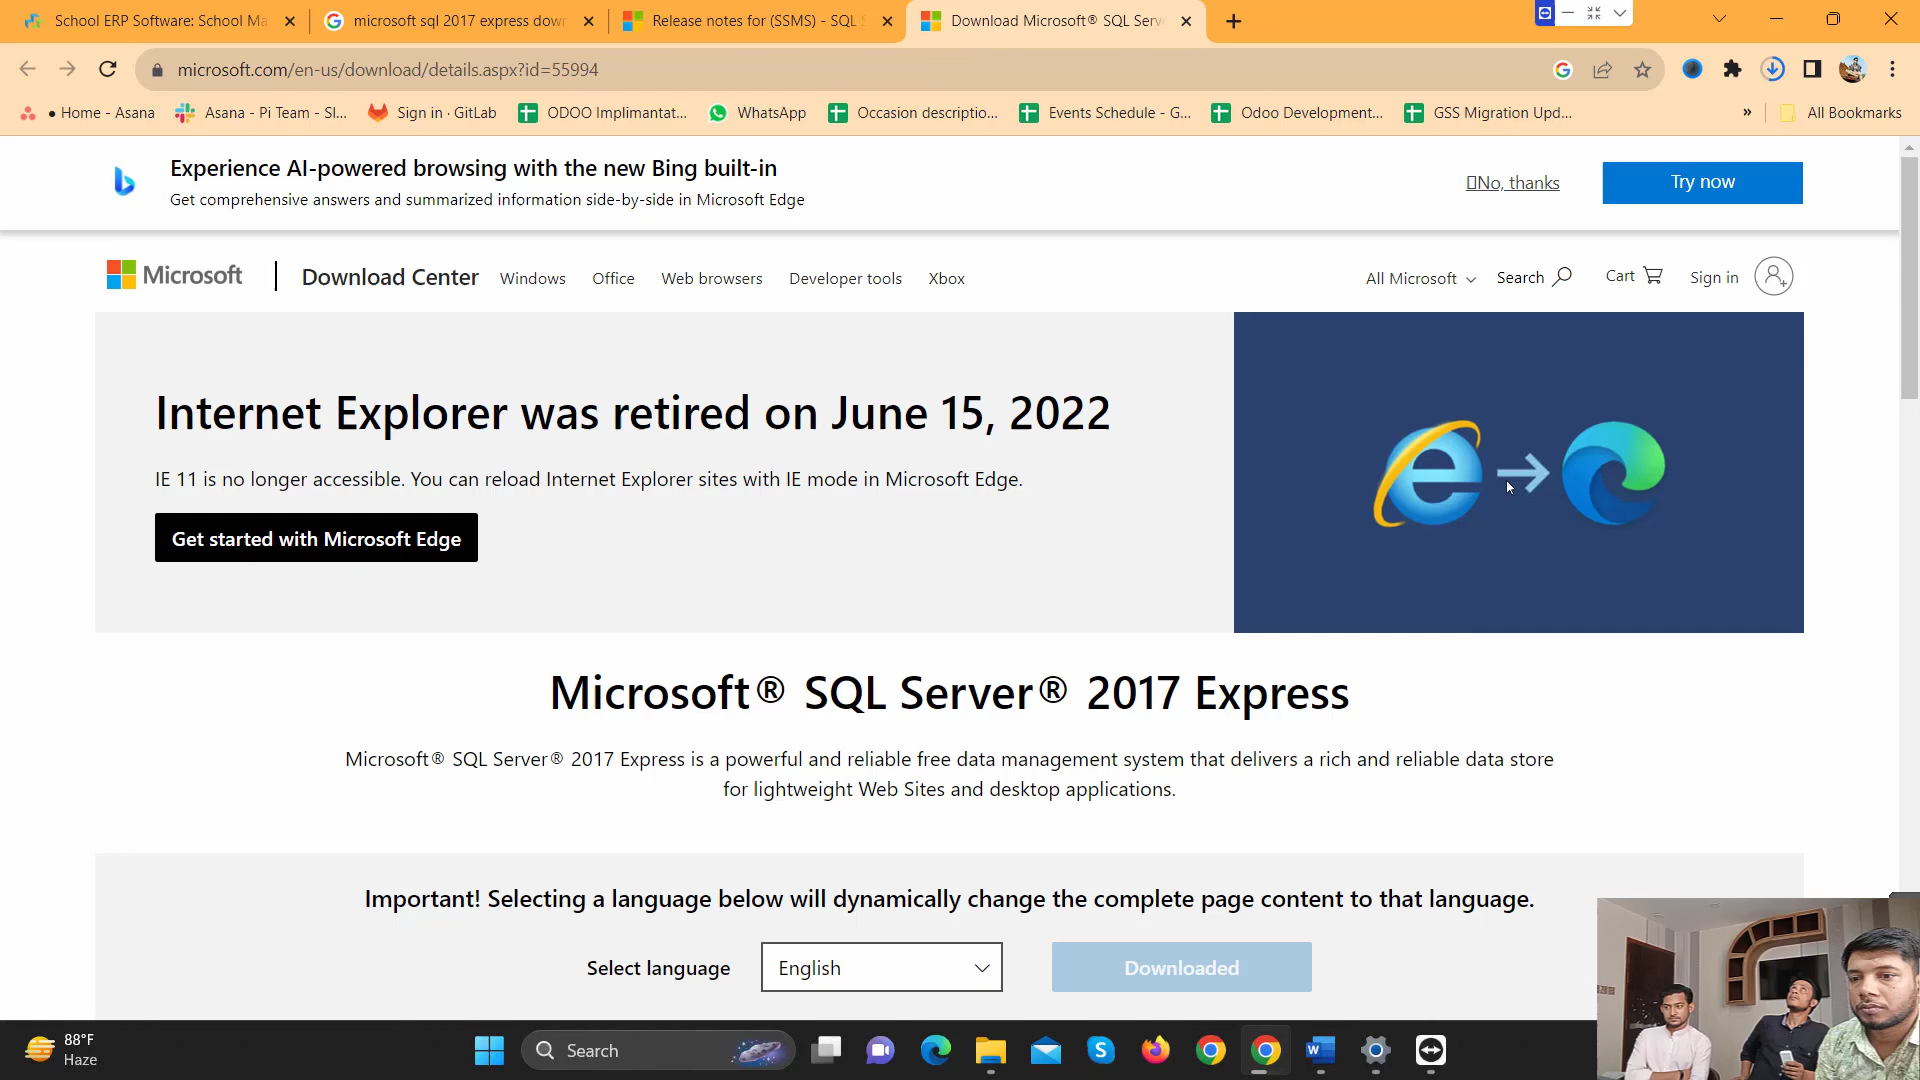 School ERP Software: School Ma
microsoft sql 2017 express dow
Release notes for (SSMS) - SQL S
Download Microsoft® SQL Serv
microsoft.com/en-us/download/details.aspx?id=55994
• Home - Asana
Asana - Pi Team - Sl...
Sign in · GitLab
ODOO Implimantat...
WhatsApp
Occasion descriptio...
Events Schedule - G...
Odoo Development...
GSS Migration Upd...
»
All Bookmarks
Experience AI-powered browsing with the new Bing built-in
Get comprehensive answers and summarized information side-by-side in Microsoft Edge
No, thanks
Try now
Microsoft
Download Center
Windows
Office
Web browsers
Developer tools
Xbox
All Microsoft
Search
Cart
Sign in
Internet Explorer was retired on June 15, 2022
IE 11 is no longer accessible. You can reload Internet Explorer sites with IE mode in Microsoft Edge.
Get started with Microsoft Edge
Microsoft® SQL Server® 2017 Express
Microsoft® SQL Server® 2017 Express is a powerful and reliable free data management system that delivers a rich and reliable data store
for lightweight Web Sites and desktop applications.
Important! Selecting a language below will dynamically change the complete page content to that language.
Select language
English
Downloaded
88°F
Haze
Search